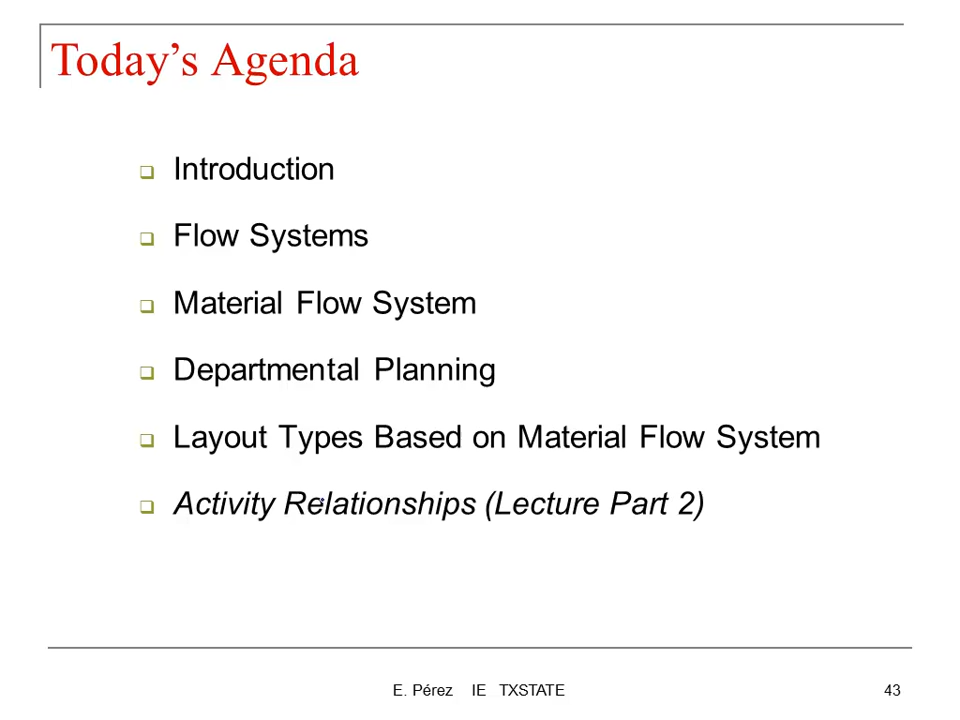 Today’s Agenda
Introduction
Flow Systems
Material Flow System
Departmental Planning
Layout Types Based on Material Flow System
Activity Relationships (Lecture Part 2)
E. Pérez IE TXSTATE 43